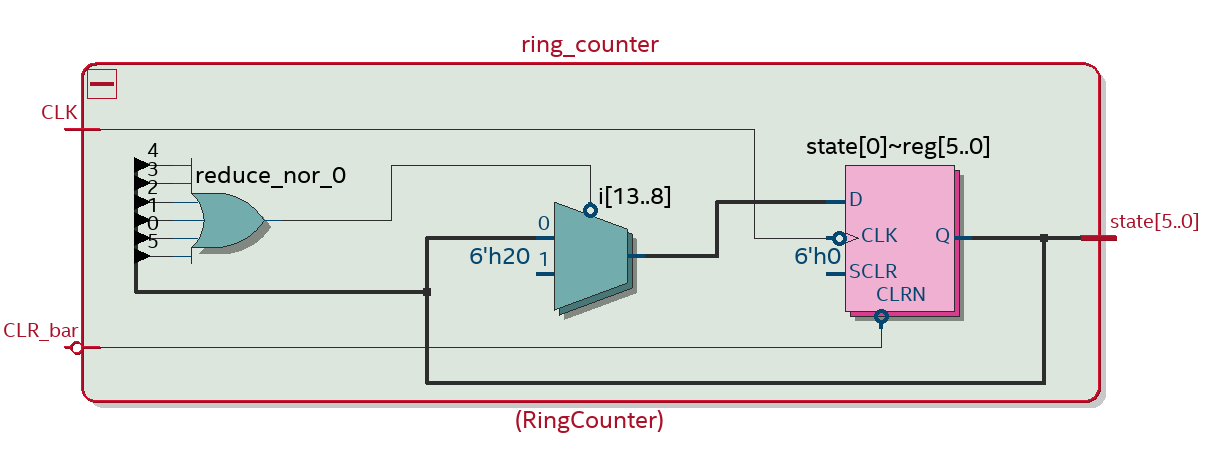 ring_counter
CLK
state[0]~reg[5..0]
4
3
2
1
0
5
reduce_nor_0
i[13..8]
0
6'h20
1
D
6'h0
CLK
Q
SCLR
CLRN
state[5..0]
CLR_bar
(RingCounter)